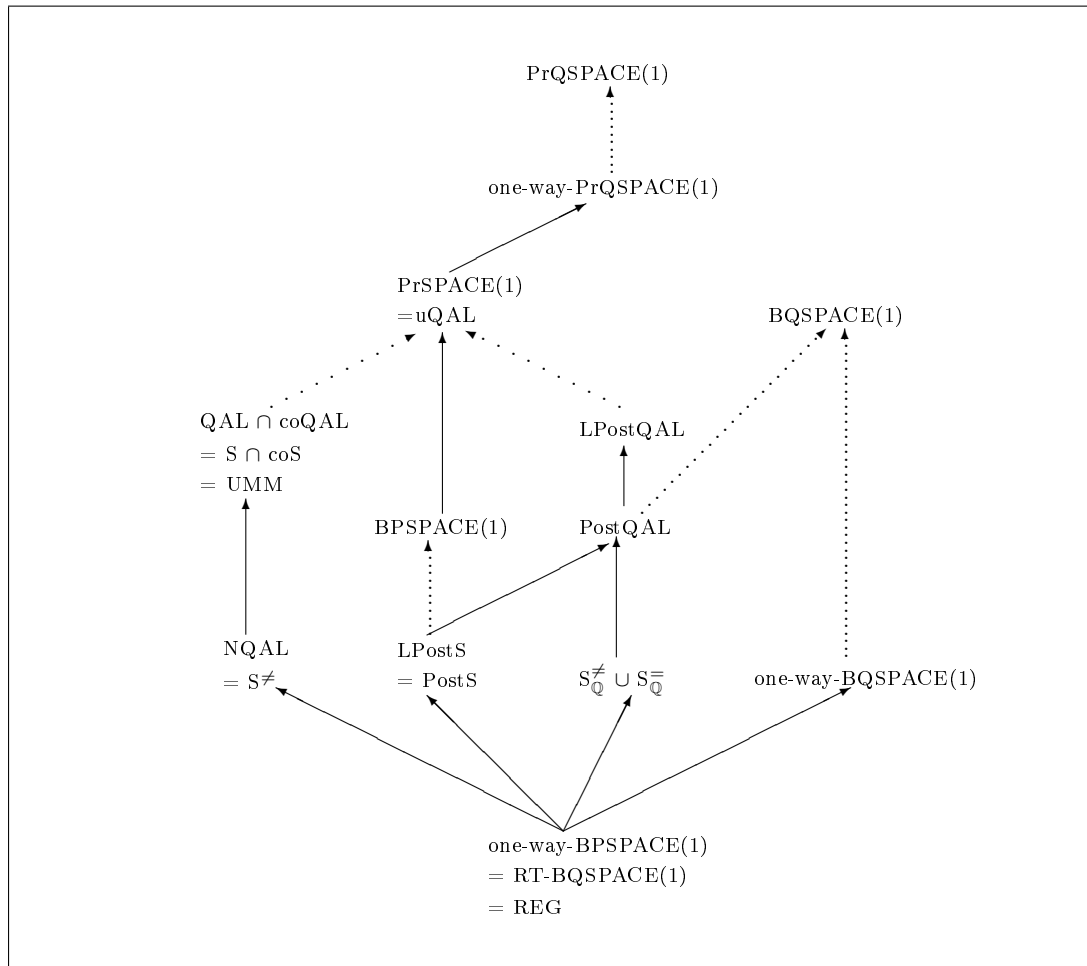 PrQSPACE(1)
one-way-PrQSPACE(1)
PrSPACE(1)
=uQAL
BQSPACE(1)
QAL ∩ coQAL
= S ∩ coS
= UMM
LPostQAL
BPSPACE(1)
PostQAL
NQAL
= S≠
LPostS
= PostS
S≠ℚ ∪ S=ℚ
one-way-BQSPACE(1)
one-way-BPSPACE(1)
= RT-BQSPACE(1)
= REG